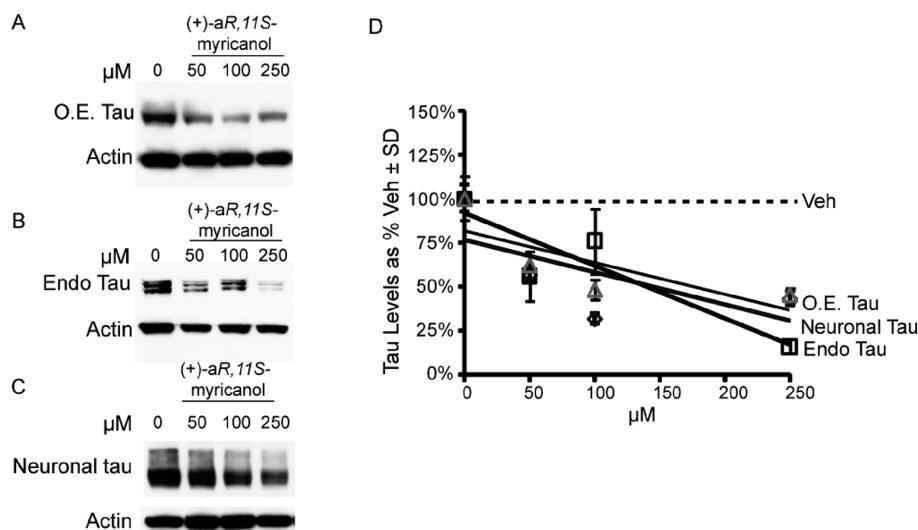 A
(+)-aR,11S-
myricanol
µM 0 50 100 250
O.E. Tau
Actin
B
(+)-aR,11S-
myricanol
µM 0 50 100 250
Endo Tau
Actin
C
(+)-aR,11S-
myricanol
µM 0 50 100 250
Neuronal tau
Actin
D
Tau Levels as % Veh ± SD
150%
125%
100%
75%
50%
25%
0%
Veh
O.E. Tau
Neuronal Tau
Endo Tau
0 50 100 150 200 250
µM